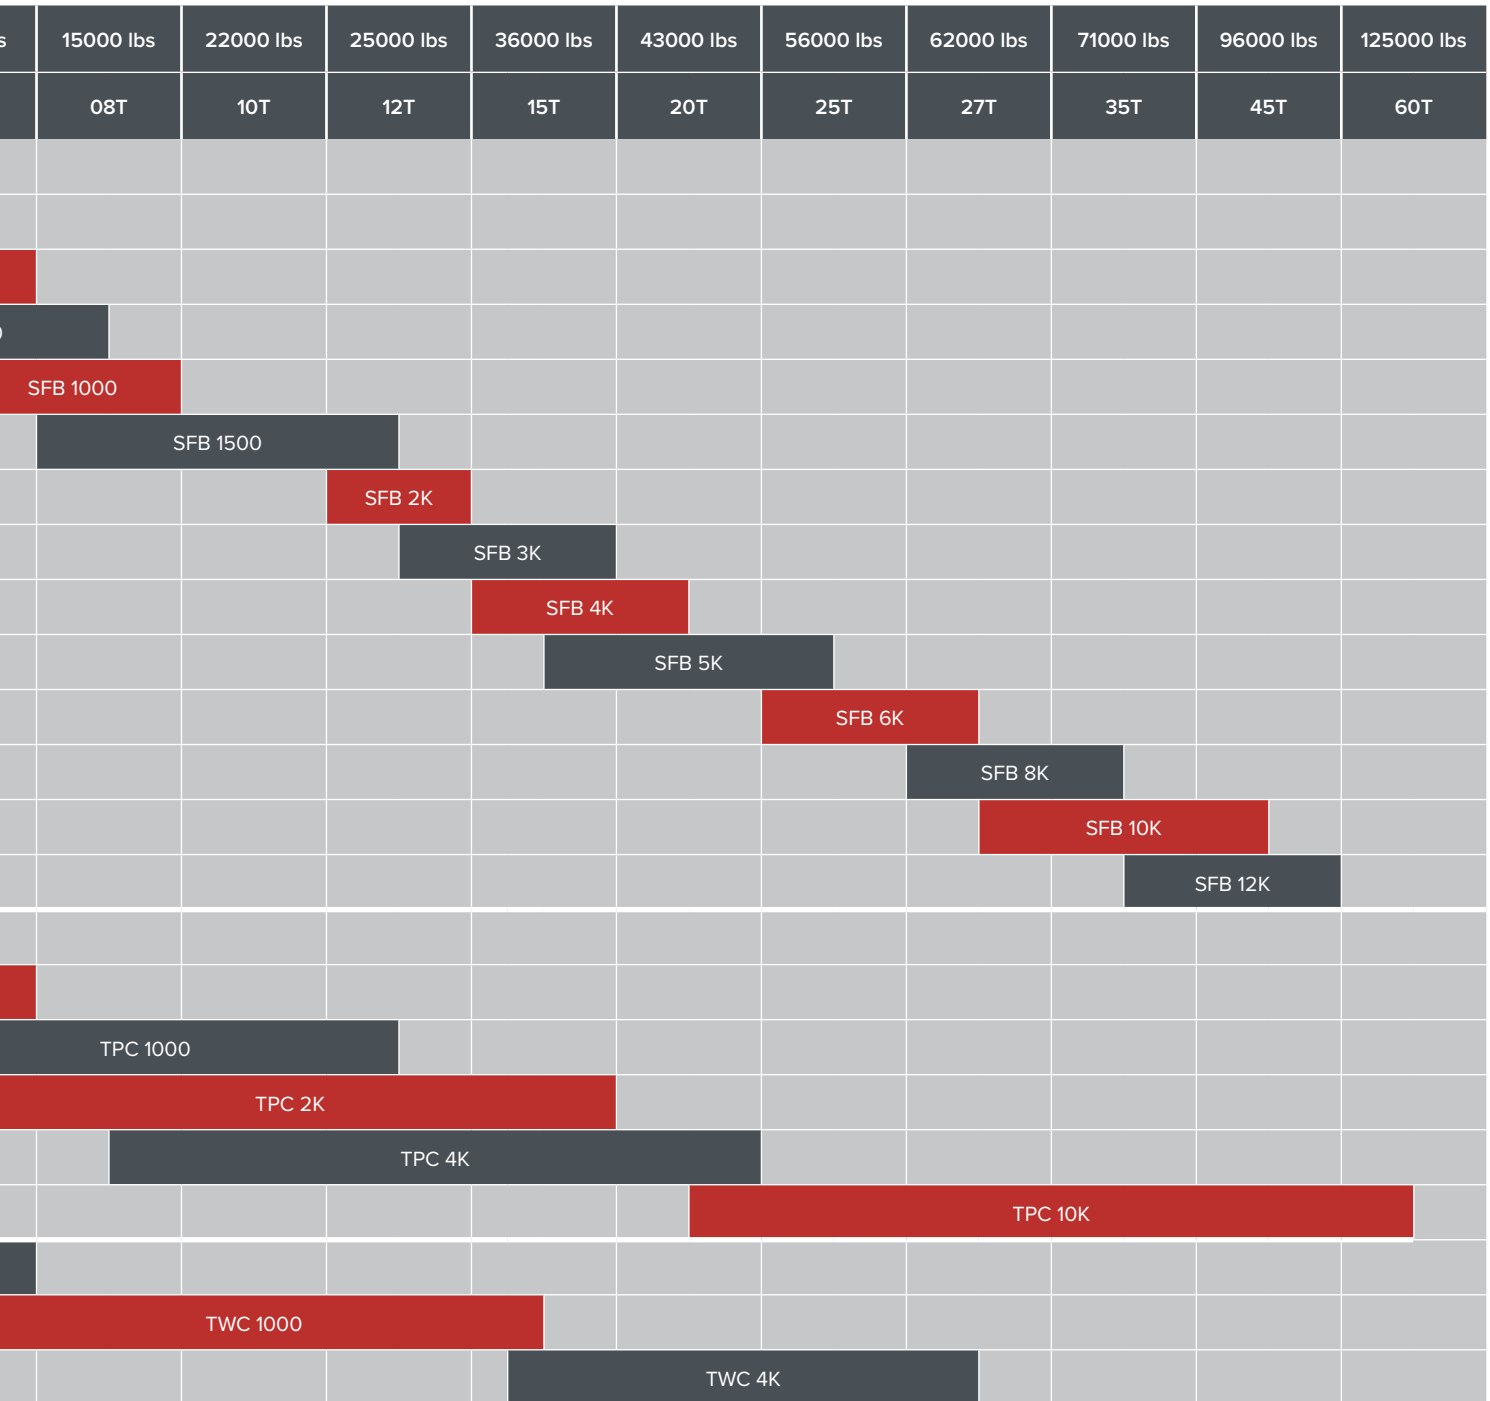 15000 lbs 22000 lbs 25000 lbs 36000 lbs 43000 lbs 56000 lbs 62000 lbs 71000 lbs 96000 lbs 125000 lbs
08T 10T 12T 15T 20T 25T 27T 35T 45T 60T
SFB 1000
SFB 1500
SFB 2K
SFB 3K
SFB 4K
SFB 5K
SFB 6K
SFB 8K
SFB 10K
SFB 12K
TPC 1000
TPC 2K
TPC 4K
TPC 10K
TWC 1000
TWC 4K